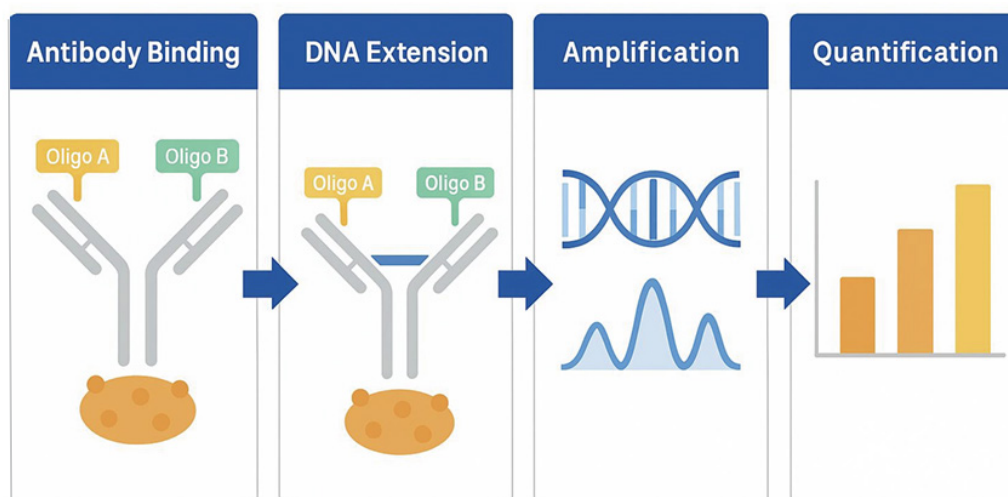 Antibody Binding
DNA Extension
Amplification
Quantification
Oligo A
Oligo B
Oligo A
Oligo B